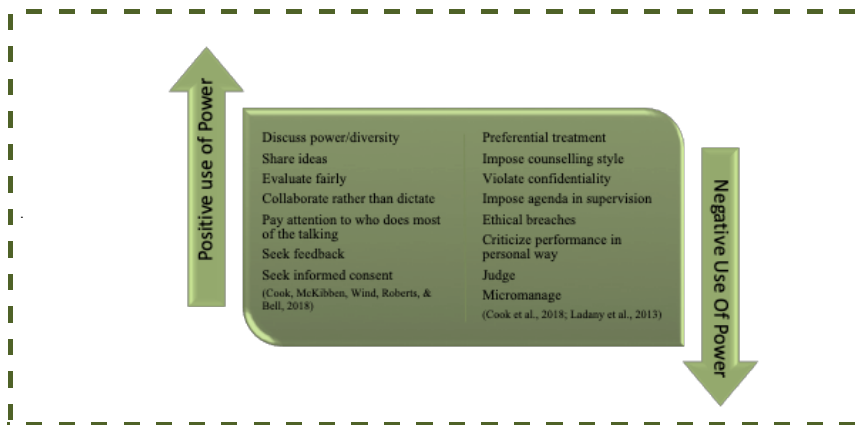 Positive use of Power
Discuss power/diversity
Share ideas
Evaluate fairly
Collaborate rather than dictate
Pay attention to who does most
of the talking
Seek feedback
Seek informed consent
(Cook, McKibben, Wind, Roberts, &
Bell, 2018)
Preferential treatment
Impose counselling style
Violate confidentiality
Impose agenda in supervision
Ethical breaches
Criticize performance in
personal way
Judge
Micromanage
(Cook et al., 2018; Ladany et al., 2013)
Negative Use Of Power